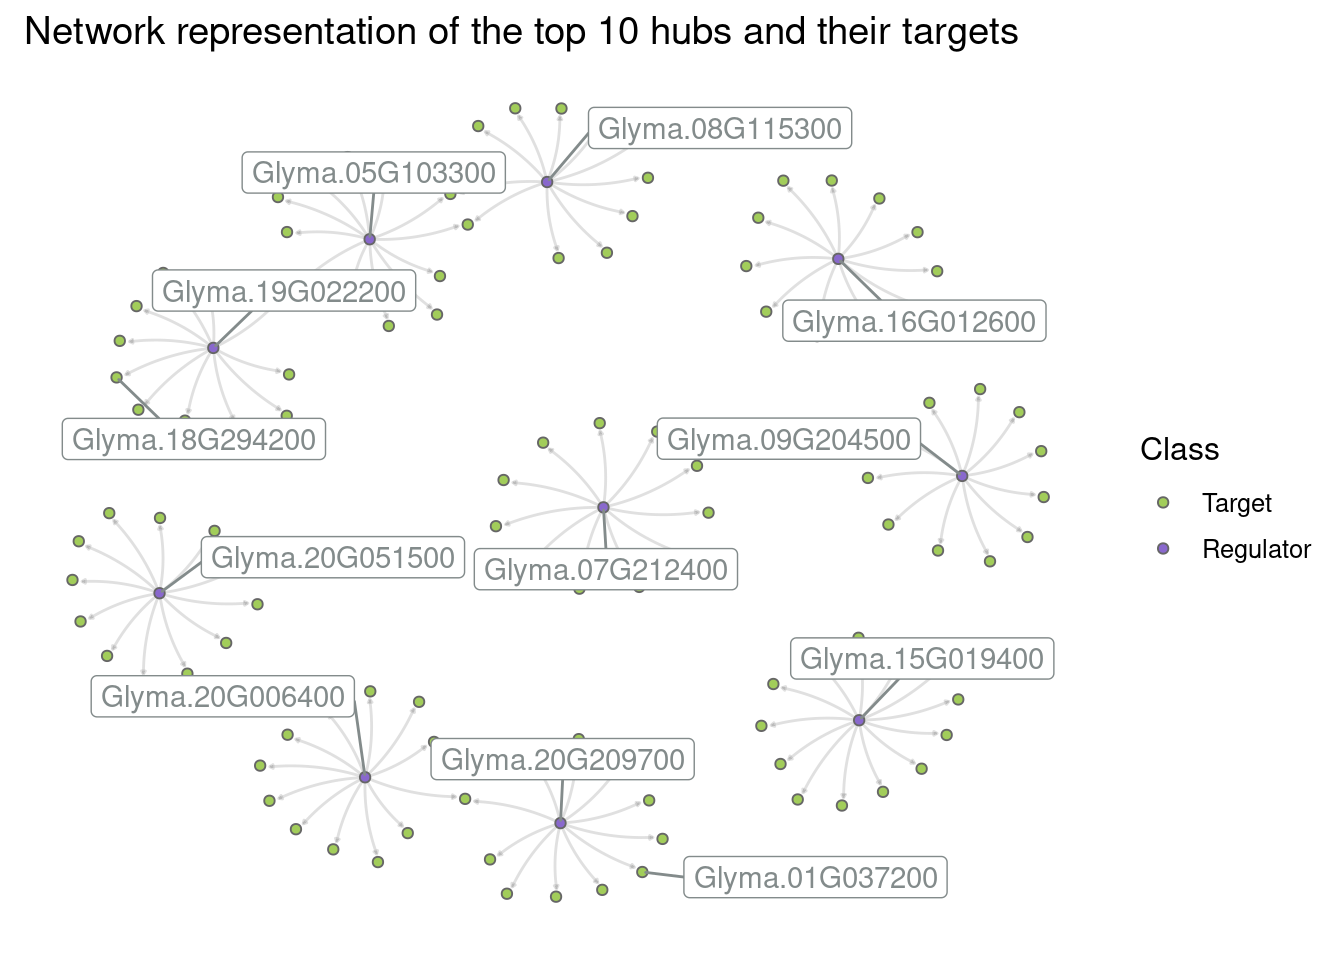 Network representation of the top 10 hubs and their targets
Glyma.08G115300
Glyma.05G103300
Glyma.19G022200
Glyma.16G012600
Glyma.18G294200
Glyma.09G204500
Class
Target
Regulator
Glyma.20G051500
Glyma.07G212400
Glyma.15G019400
Glyma.20G006400
Glyma.20G209700
Glyma.01G037200